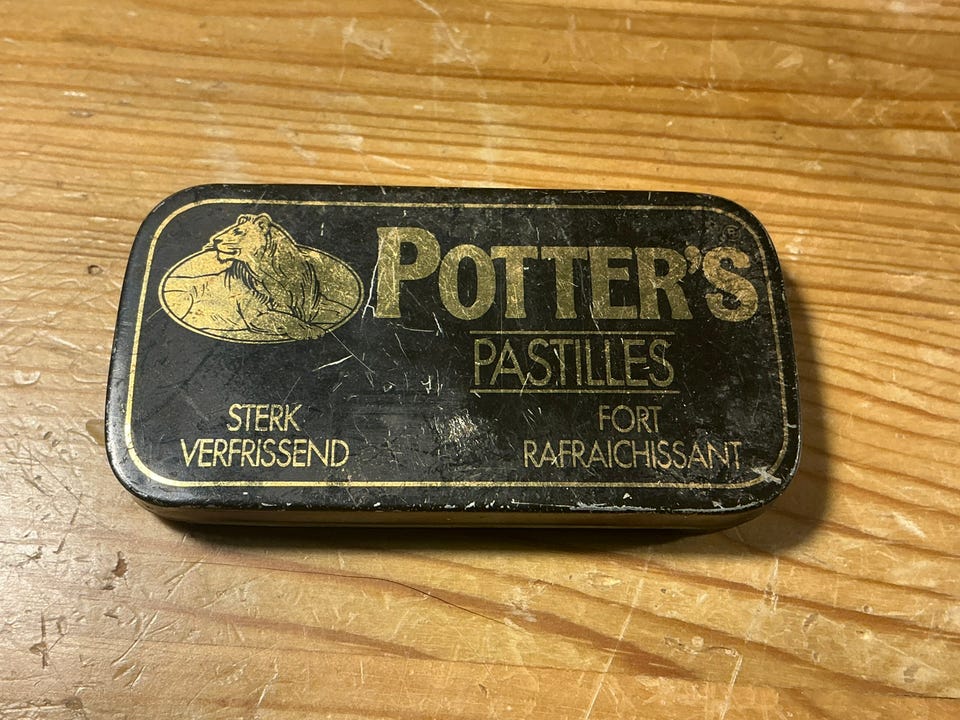 POTTER'S®
PASTILLES
STERK
VERFRISSEND
FORT
RAFRAICHISSANT